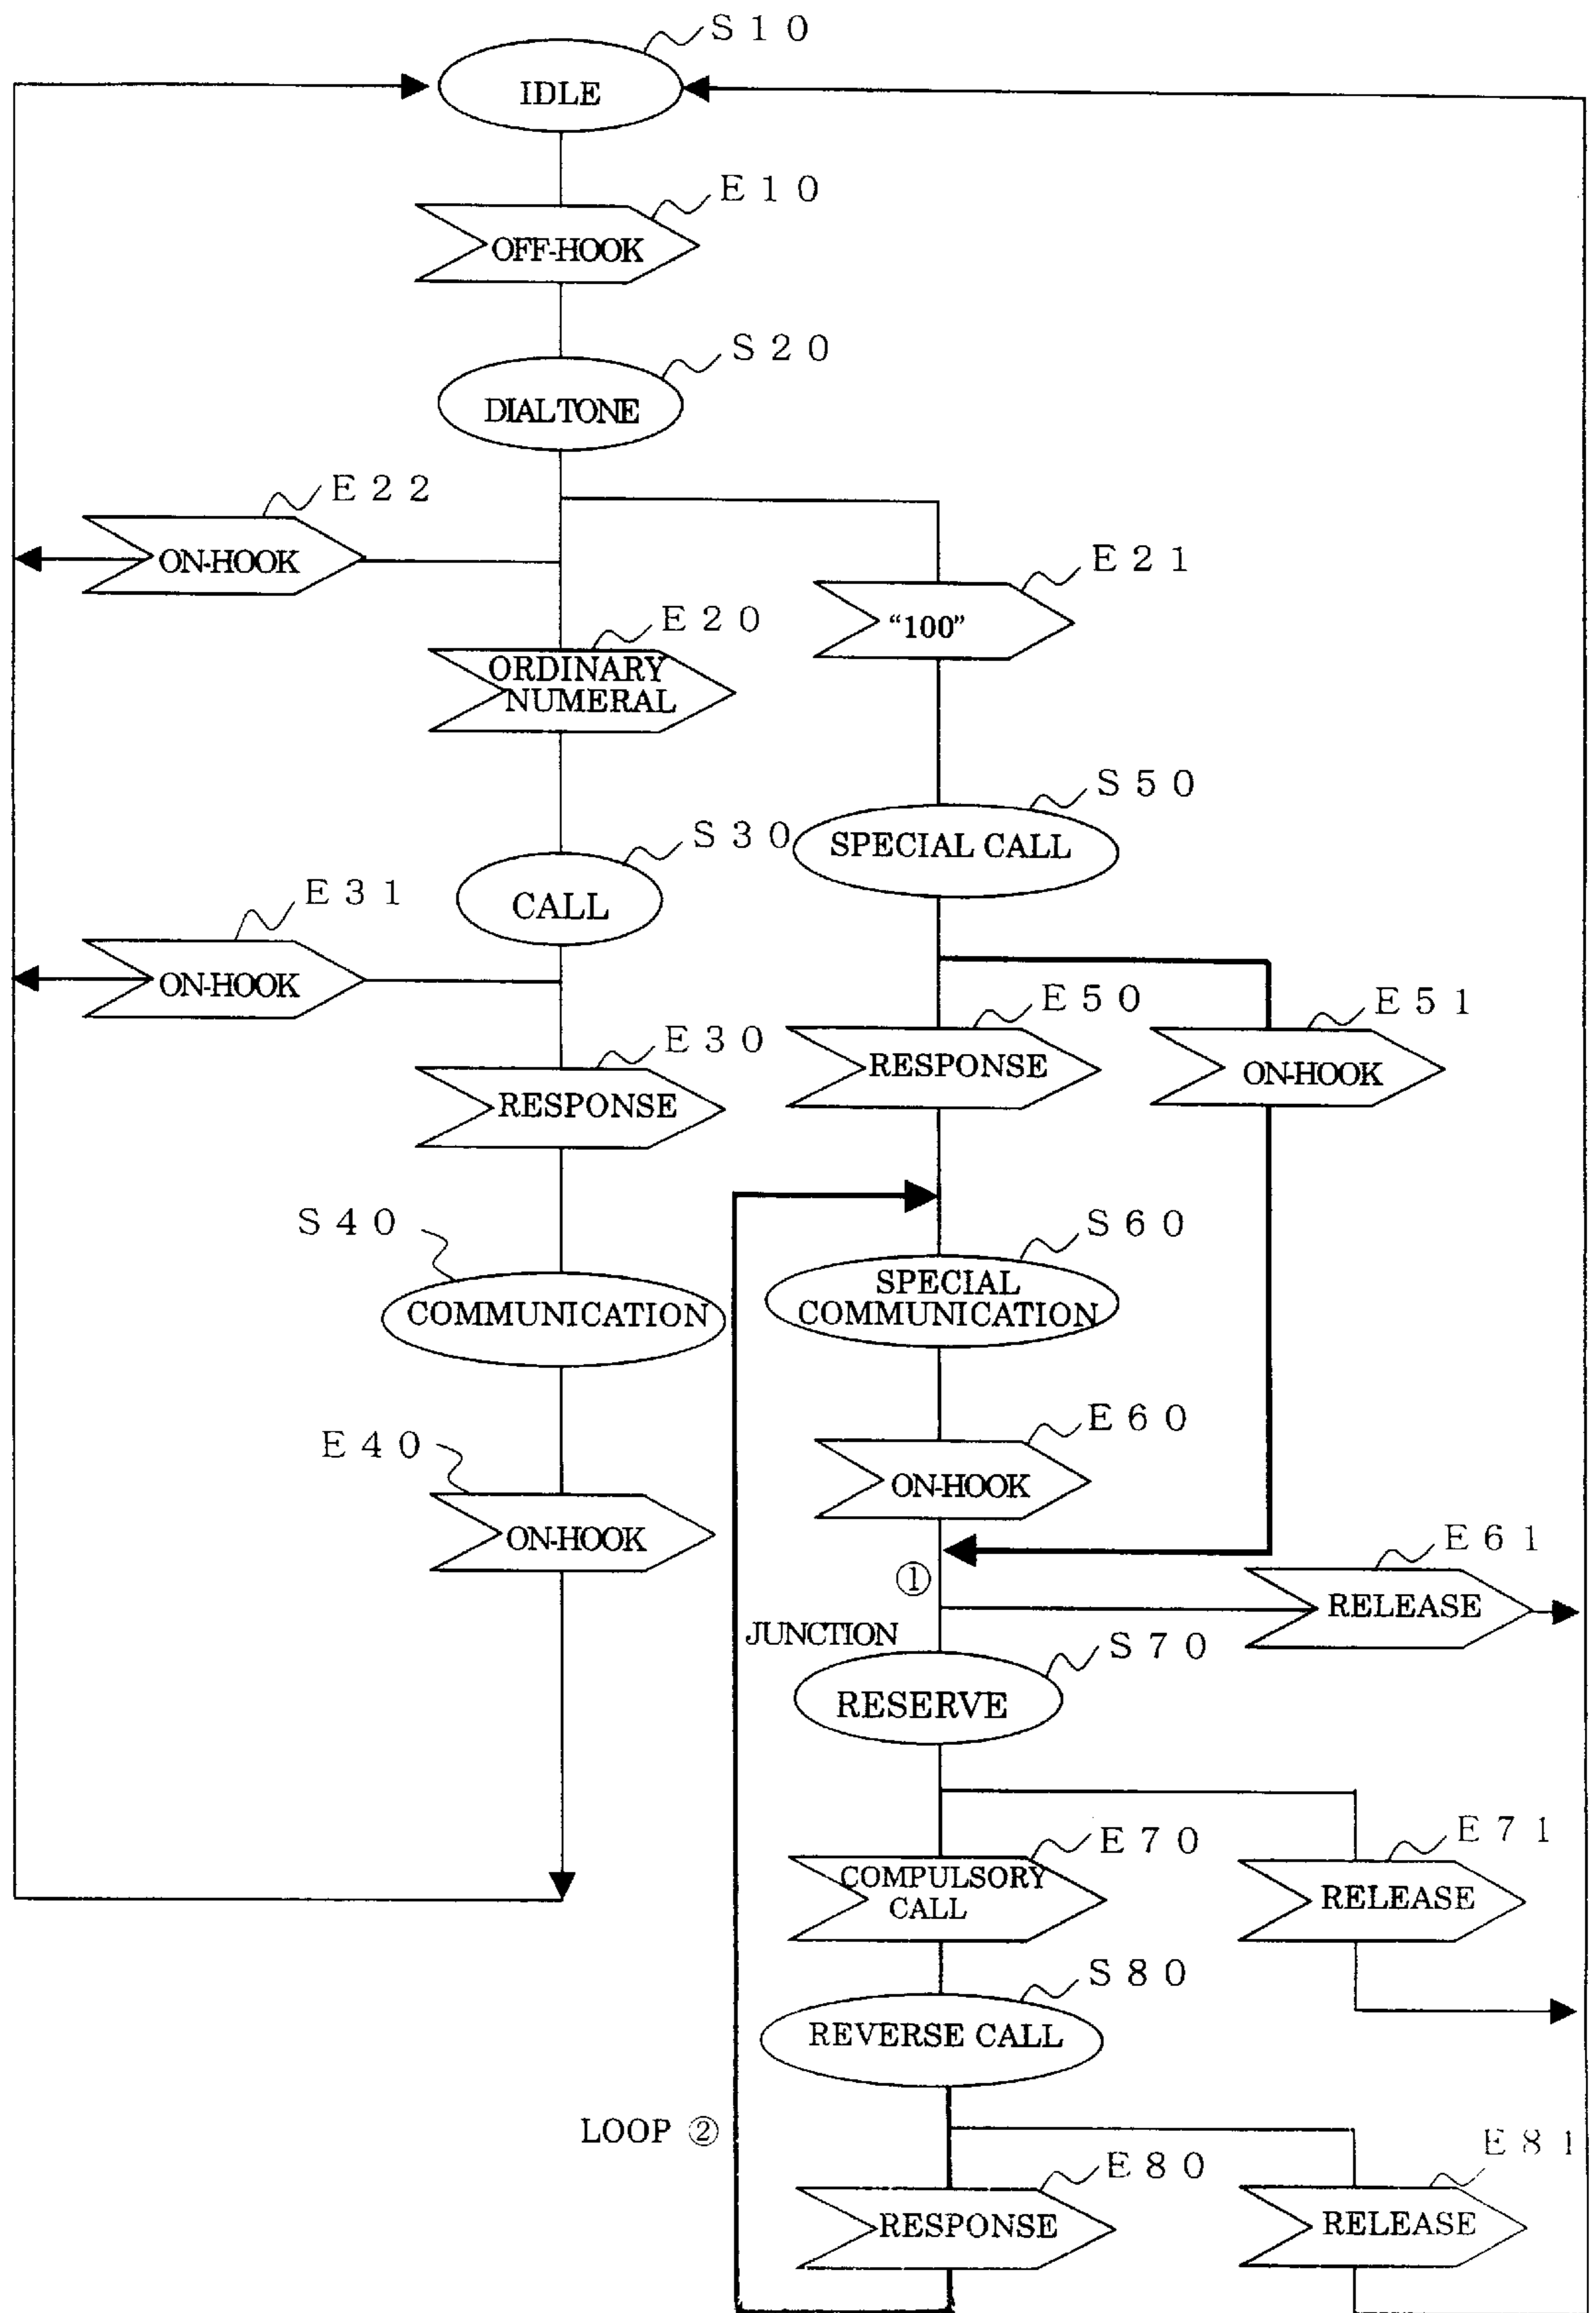 S10
IDLE
E10
OFF-HOOK
S20
DIALTONE
E22
ON-HOOK
E21
“100”
E20
ORDINARY
NUMERAL
S50
SPECIAL CALL
S30
CALL
E31
ON-HOOK
E50
RESPONSE
E51
ON-HOOK
E30
RESPONSE
S40
COMMUNICATION
S60
SPECIAL
COMMUNICATION
E60
ON-HOOK
E40
ON-HOOK
E61
RELEASE
①
JUNCTION
S70
RESERVE
E70
COMPULSORY
CALL
E71
RELEASE
S80
REVERSE CALL
LOOP ②
E80
RESPONSE
E81
RELEASE